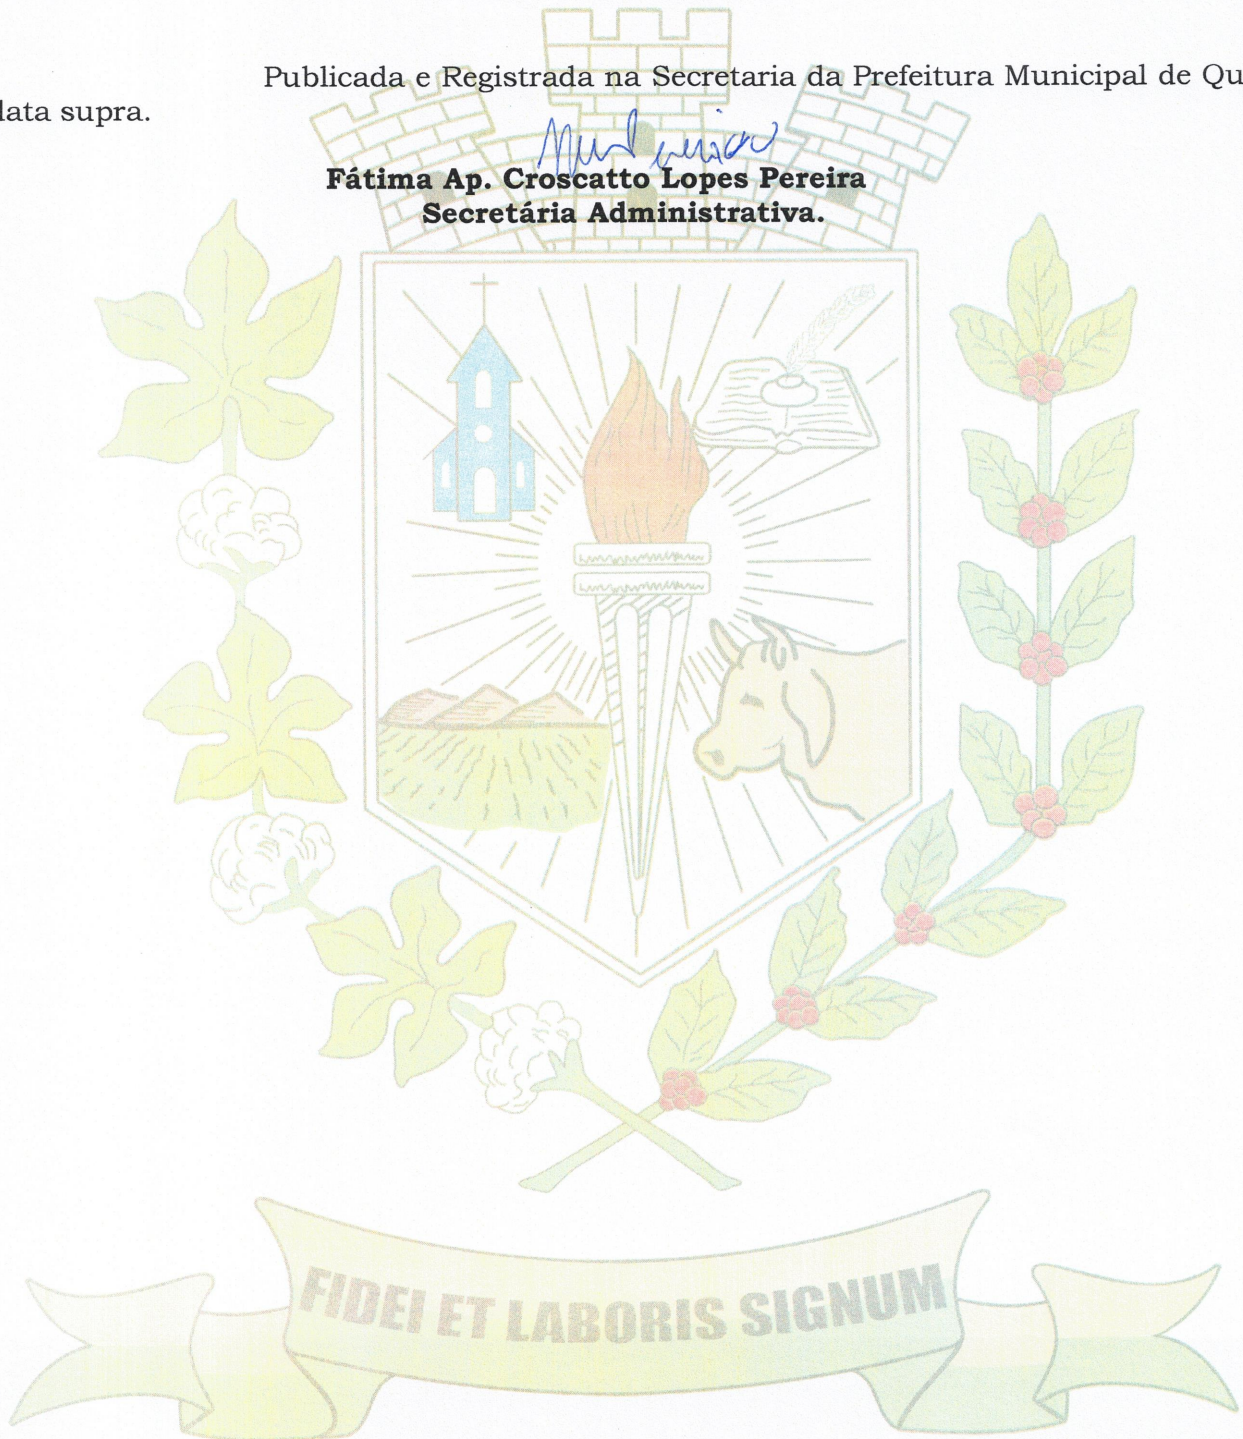 Publicada e Registrada na Secretaria da Prefeitura Municipal de Qu
data supra.
Fátima Ap. Croscatto Lopes Pereira
Secretária Administrativa.
FIDEI ET LABORIS SIGNUM